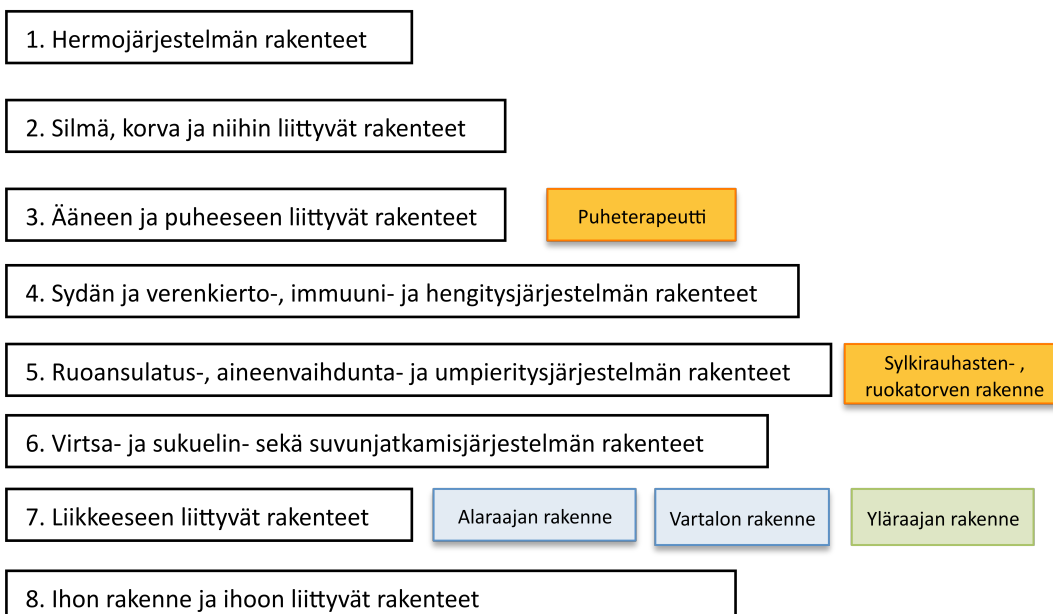 1. Hermojärjestelmän rakenteet
2. Silmä, korva ja niihin liittyvät rakenteet
3. Ääneen ja puheeseen liittyvät rakenteet
Puheterapeutti
4. Sydän ja verenkierto-, immuuni- ja hengitysjärjestelmän rakenteet
5. Ruoansulatus-, aineenvaihdunta- ja umpieritysjärjestelmän rakenteet
Sylkirauhasten- ,
ruokatorven rakenne
6. Virtsa- ja sukuelin- sekä suvunjatkamisjärjestelmän rakenteet
7. Liikkeeseen liittyvät rakenteet
Alaraajan rakenne
Vartalon rakenne
Yläraajan rakenne
8. Ihon rakenne ja ihoon liittyvät rakenteet